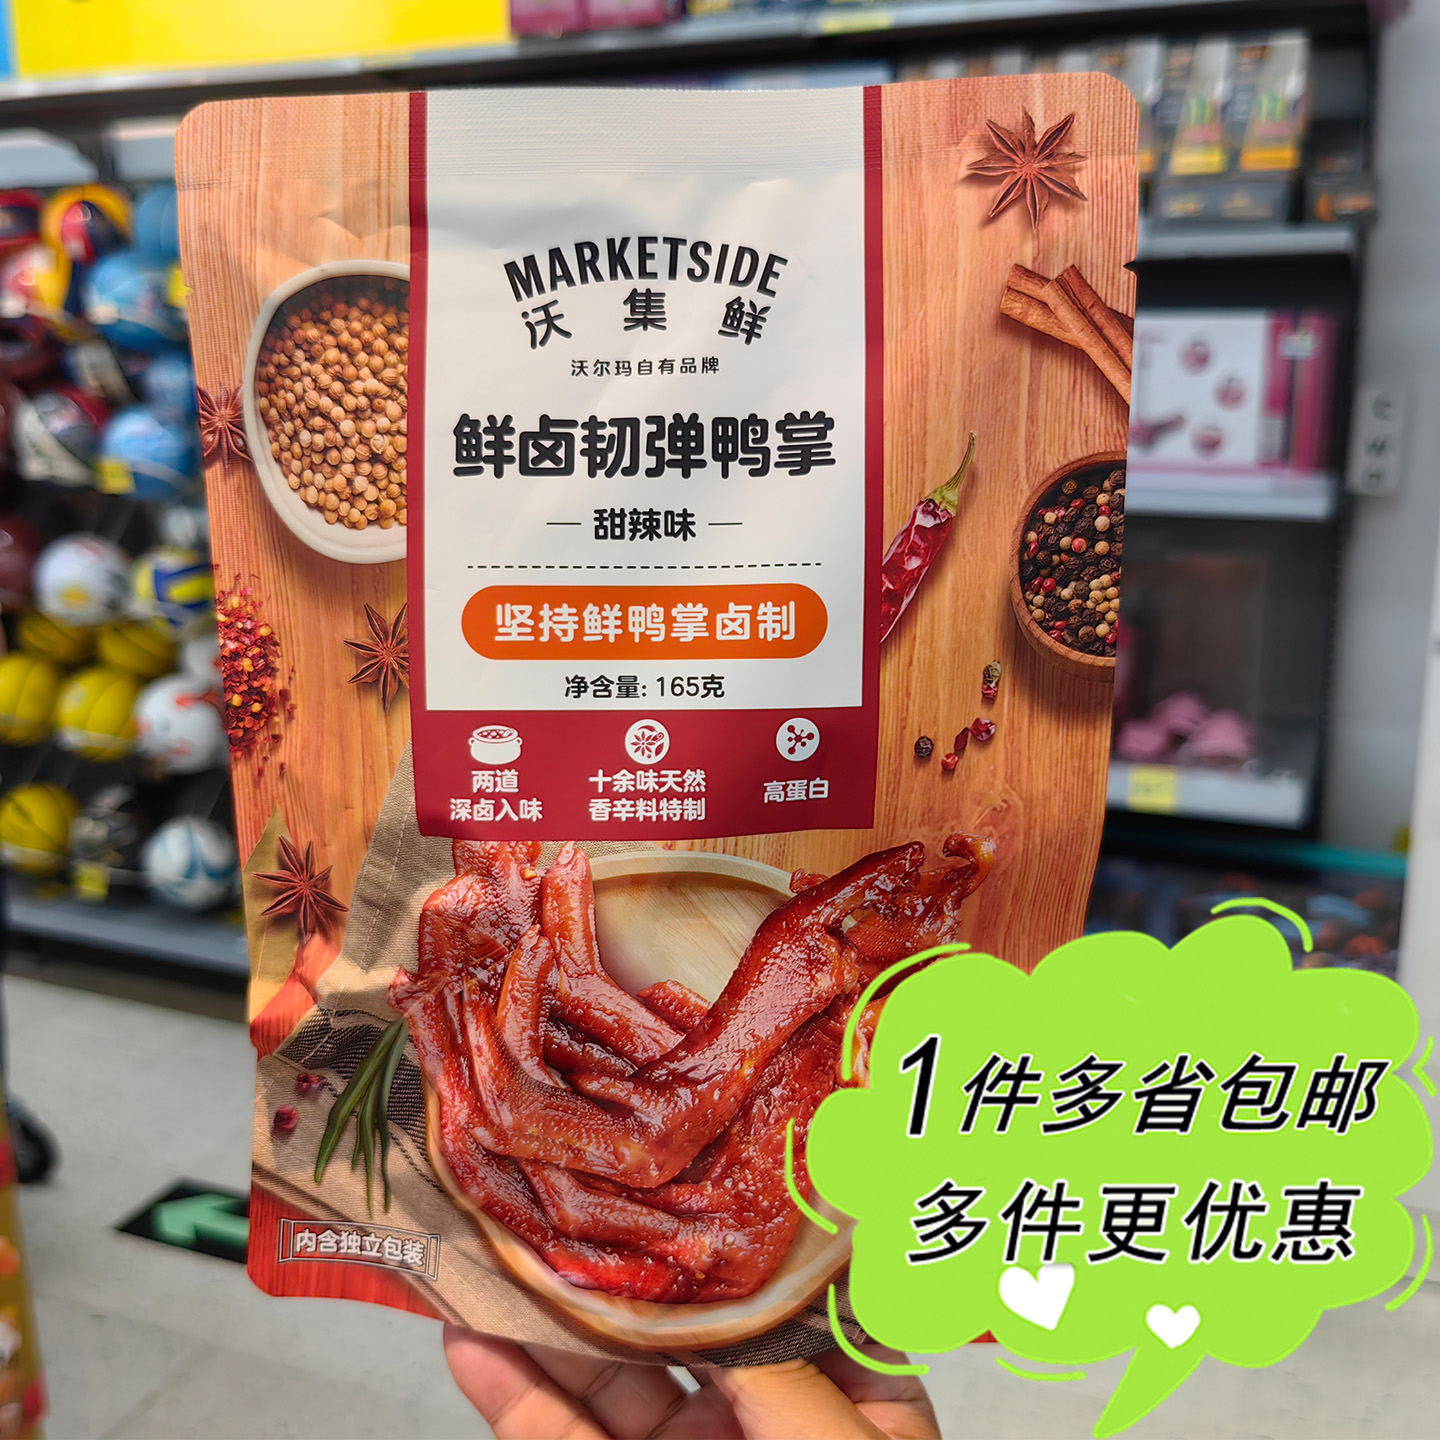 MARKETSIDE
沃集鲜
沃尔玛自有品牌
鲜卤韧弹鸭掌
甜辣味
坚持鲜鸭掌卤制
净含量: 165克
两道
深卤入味
十余味天然
香辛料特制
高蛋白
内含独立包装
1件多省包邮
多件更优惠